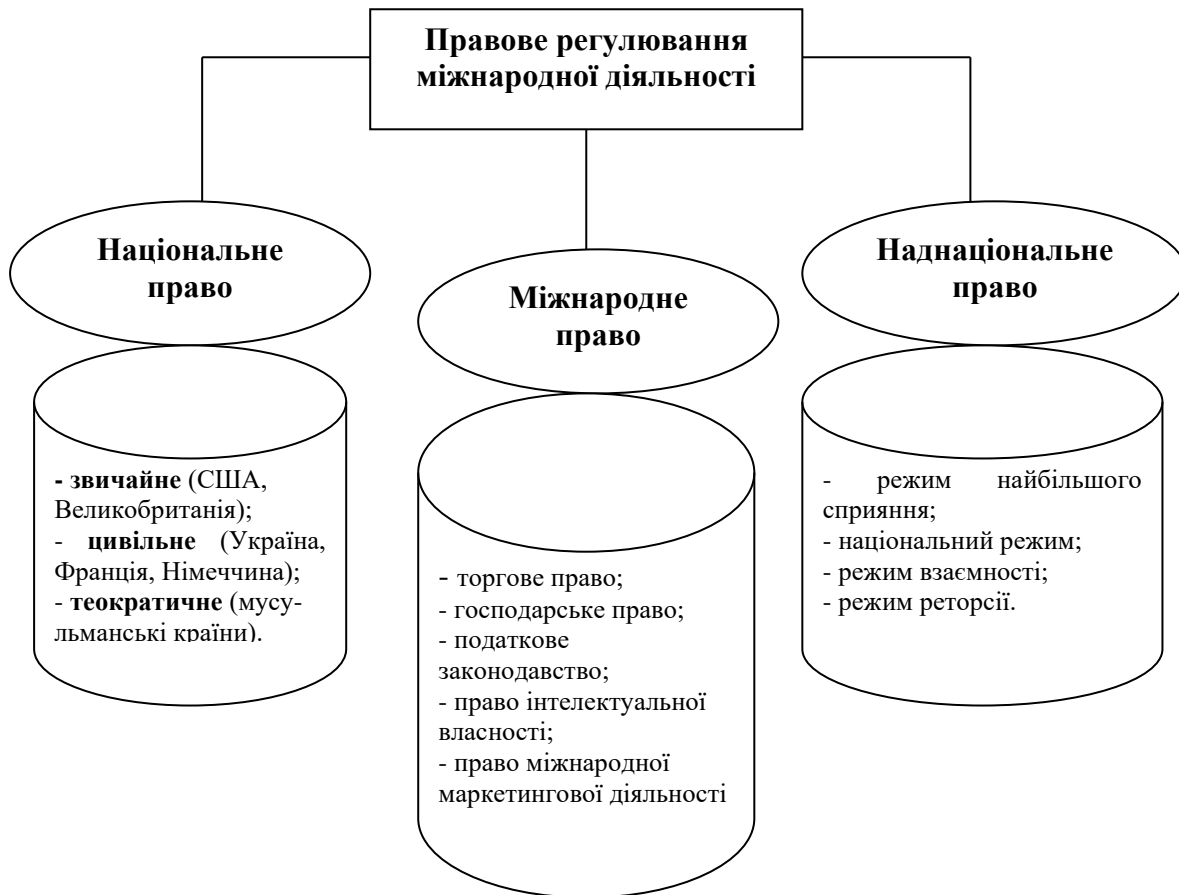 Правове регулювання
міжнародної діяльності
Національне
право
- звичайне (США,
Великобританія);
- цивільне (Україна,
Франція, Німеччина);
- теократичне (мусу-
льманські країни).
Міжнародне
право
- торгове право;
- господарське право;
- податкове
законодавство;
- право інтелектуальної
власності;
- право міжнародної
маркетингової діяльності
Наднаціональне
право
- режим найбільшого
сприяння;
- національний режим;
- режим взаємності;
- режим реторсії.